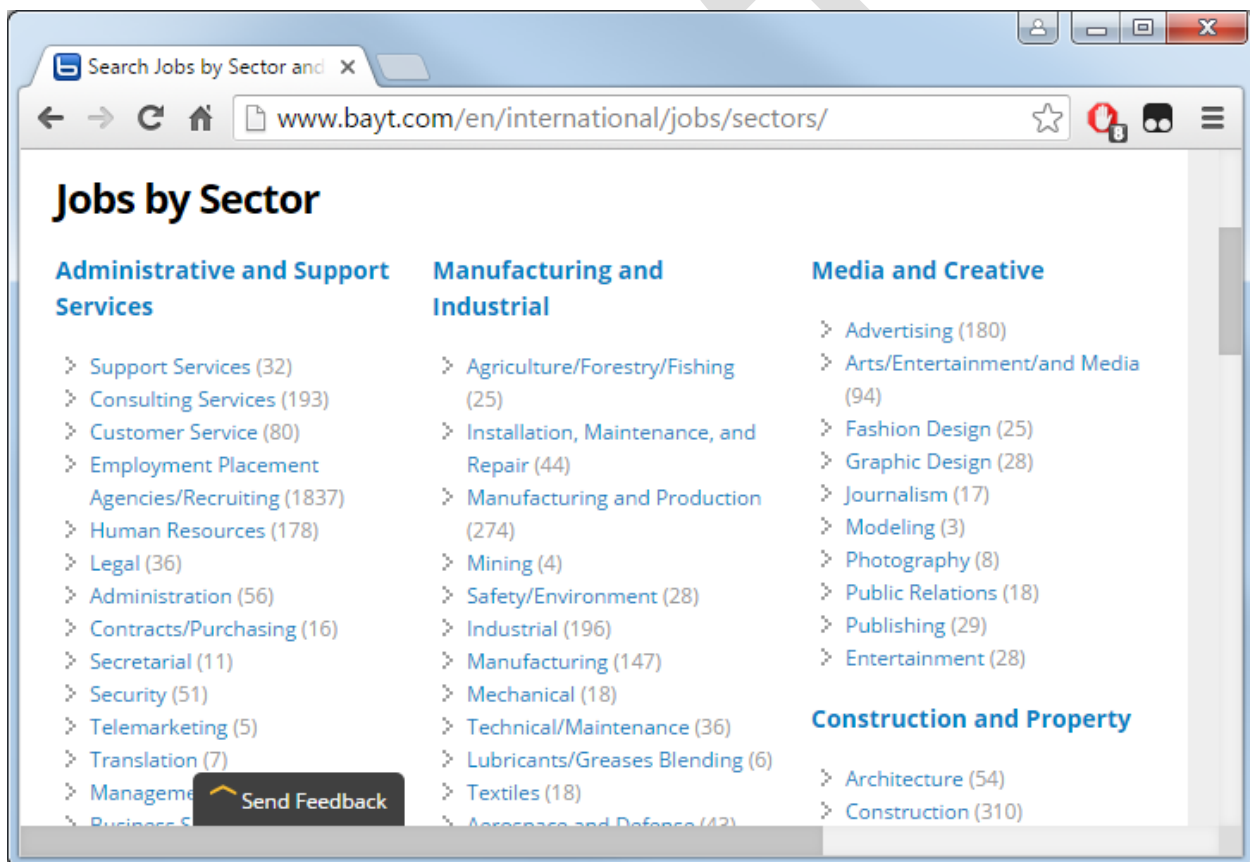 Search Jobs by Sector and
www.bayt.com/en/international/jobs/sectors/
8
Jobs by Sector
Administrative and Support
Services
Support Services (32)
Consulting Services (193)
Customer Service (80)
Employment Placement
Agencies/Recruiting (1837)
Human Resources (178)
Legal (36)
Administration (56)
Contracts/Purchasing (16)
Secretarial (11)
Security (51)
Telemarketing (5)
Translation (7)
Manageme
Business S
Manufacturing and
Industrial
Agriculture/Forestry/Fishing
(25)
Installation, Maintenance, and
Repair (44)
Manufacturing and Production
(274)
Mining (4)
Safety/Environment (28)
Industrial (196)
Manufacturing (147)
Mechanical (18)
Technical/Maintenance (36)
Lubricants/Greases Blending (6)
Textiles (18)
Aerospace and Defense (43)
Media and Creative
Advertising (180)
Arts/Entertainment/and Media
(94)
Fashion Design (25)
Graphic Design (28)
Journalism (17)
Modeling (3)
Photography (8)
Public Relations (18)
Publishing (29)
Entertainment (28)
Construction and Property
Architecture (54)
Construction (310)
Send Feedback